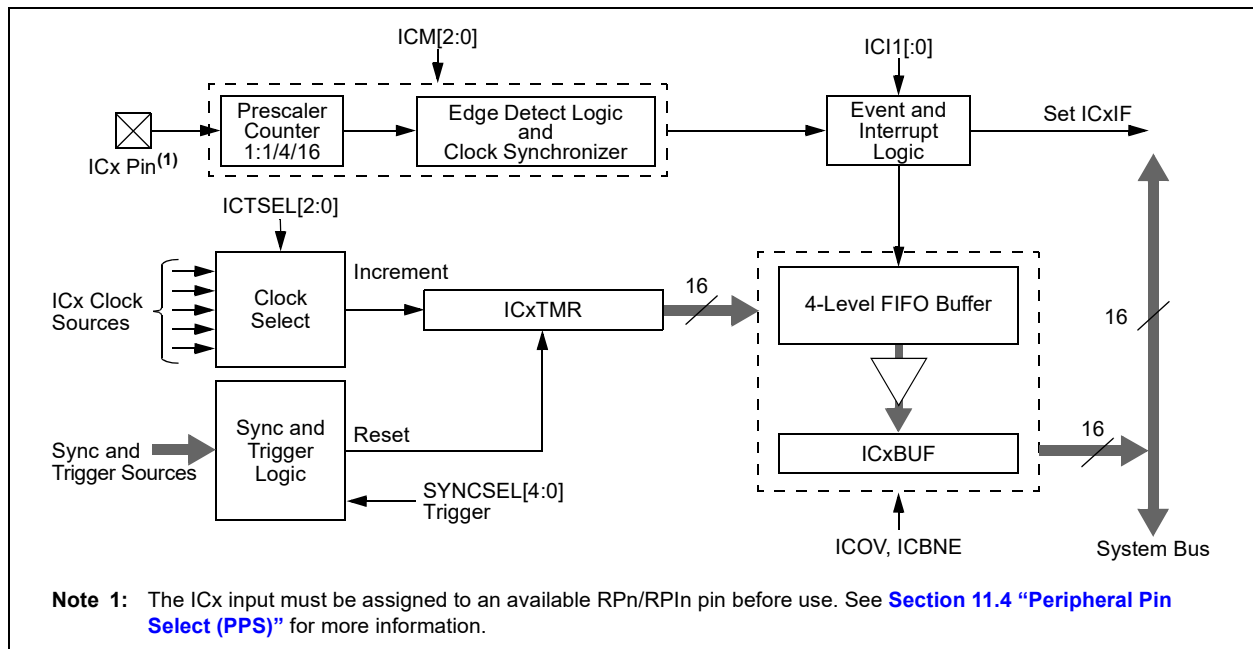 ICM[2:0]
ICI1[:0]
Prescaler
Counter
1:1/4/16
Edge Detect Logic
and
Clock Synchronizer
Event and
Interrupt
Logic
Set ICxIF
ICx Pin(1)
ICTSEL[2:0]
ICx Clock
Sources
Clock
Select
Increment
ICxTMR
16
4-Level FIFO Buffer
16
Sync and
Trigger Sources
Sync and
Trigger
Logic
Reset
SYNCSEL[4:0]
Trigger
ICxBUF
16
ICOV, ICBNE
System Bus
Note 1: The ICx input must be assigned to an available RPn/RPIn pin before use. See Section 11.4 “Peripheral Pin
Select (PPS)” for more information.